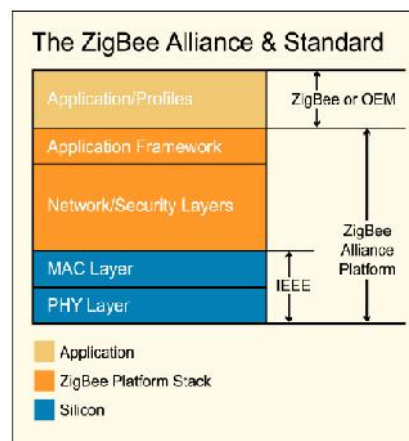 The ZigBee Alliance & Standard
Application/Profiles
ZigBee or OEM
Application Framework
Network/Security Layers
ZigBee
Alliance
Platform
MAC Layer
IEEE
PHY Layer
Application
ZigBee Platform Stack
Silicon